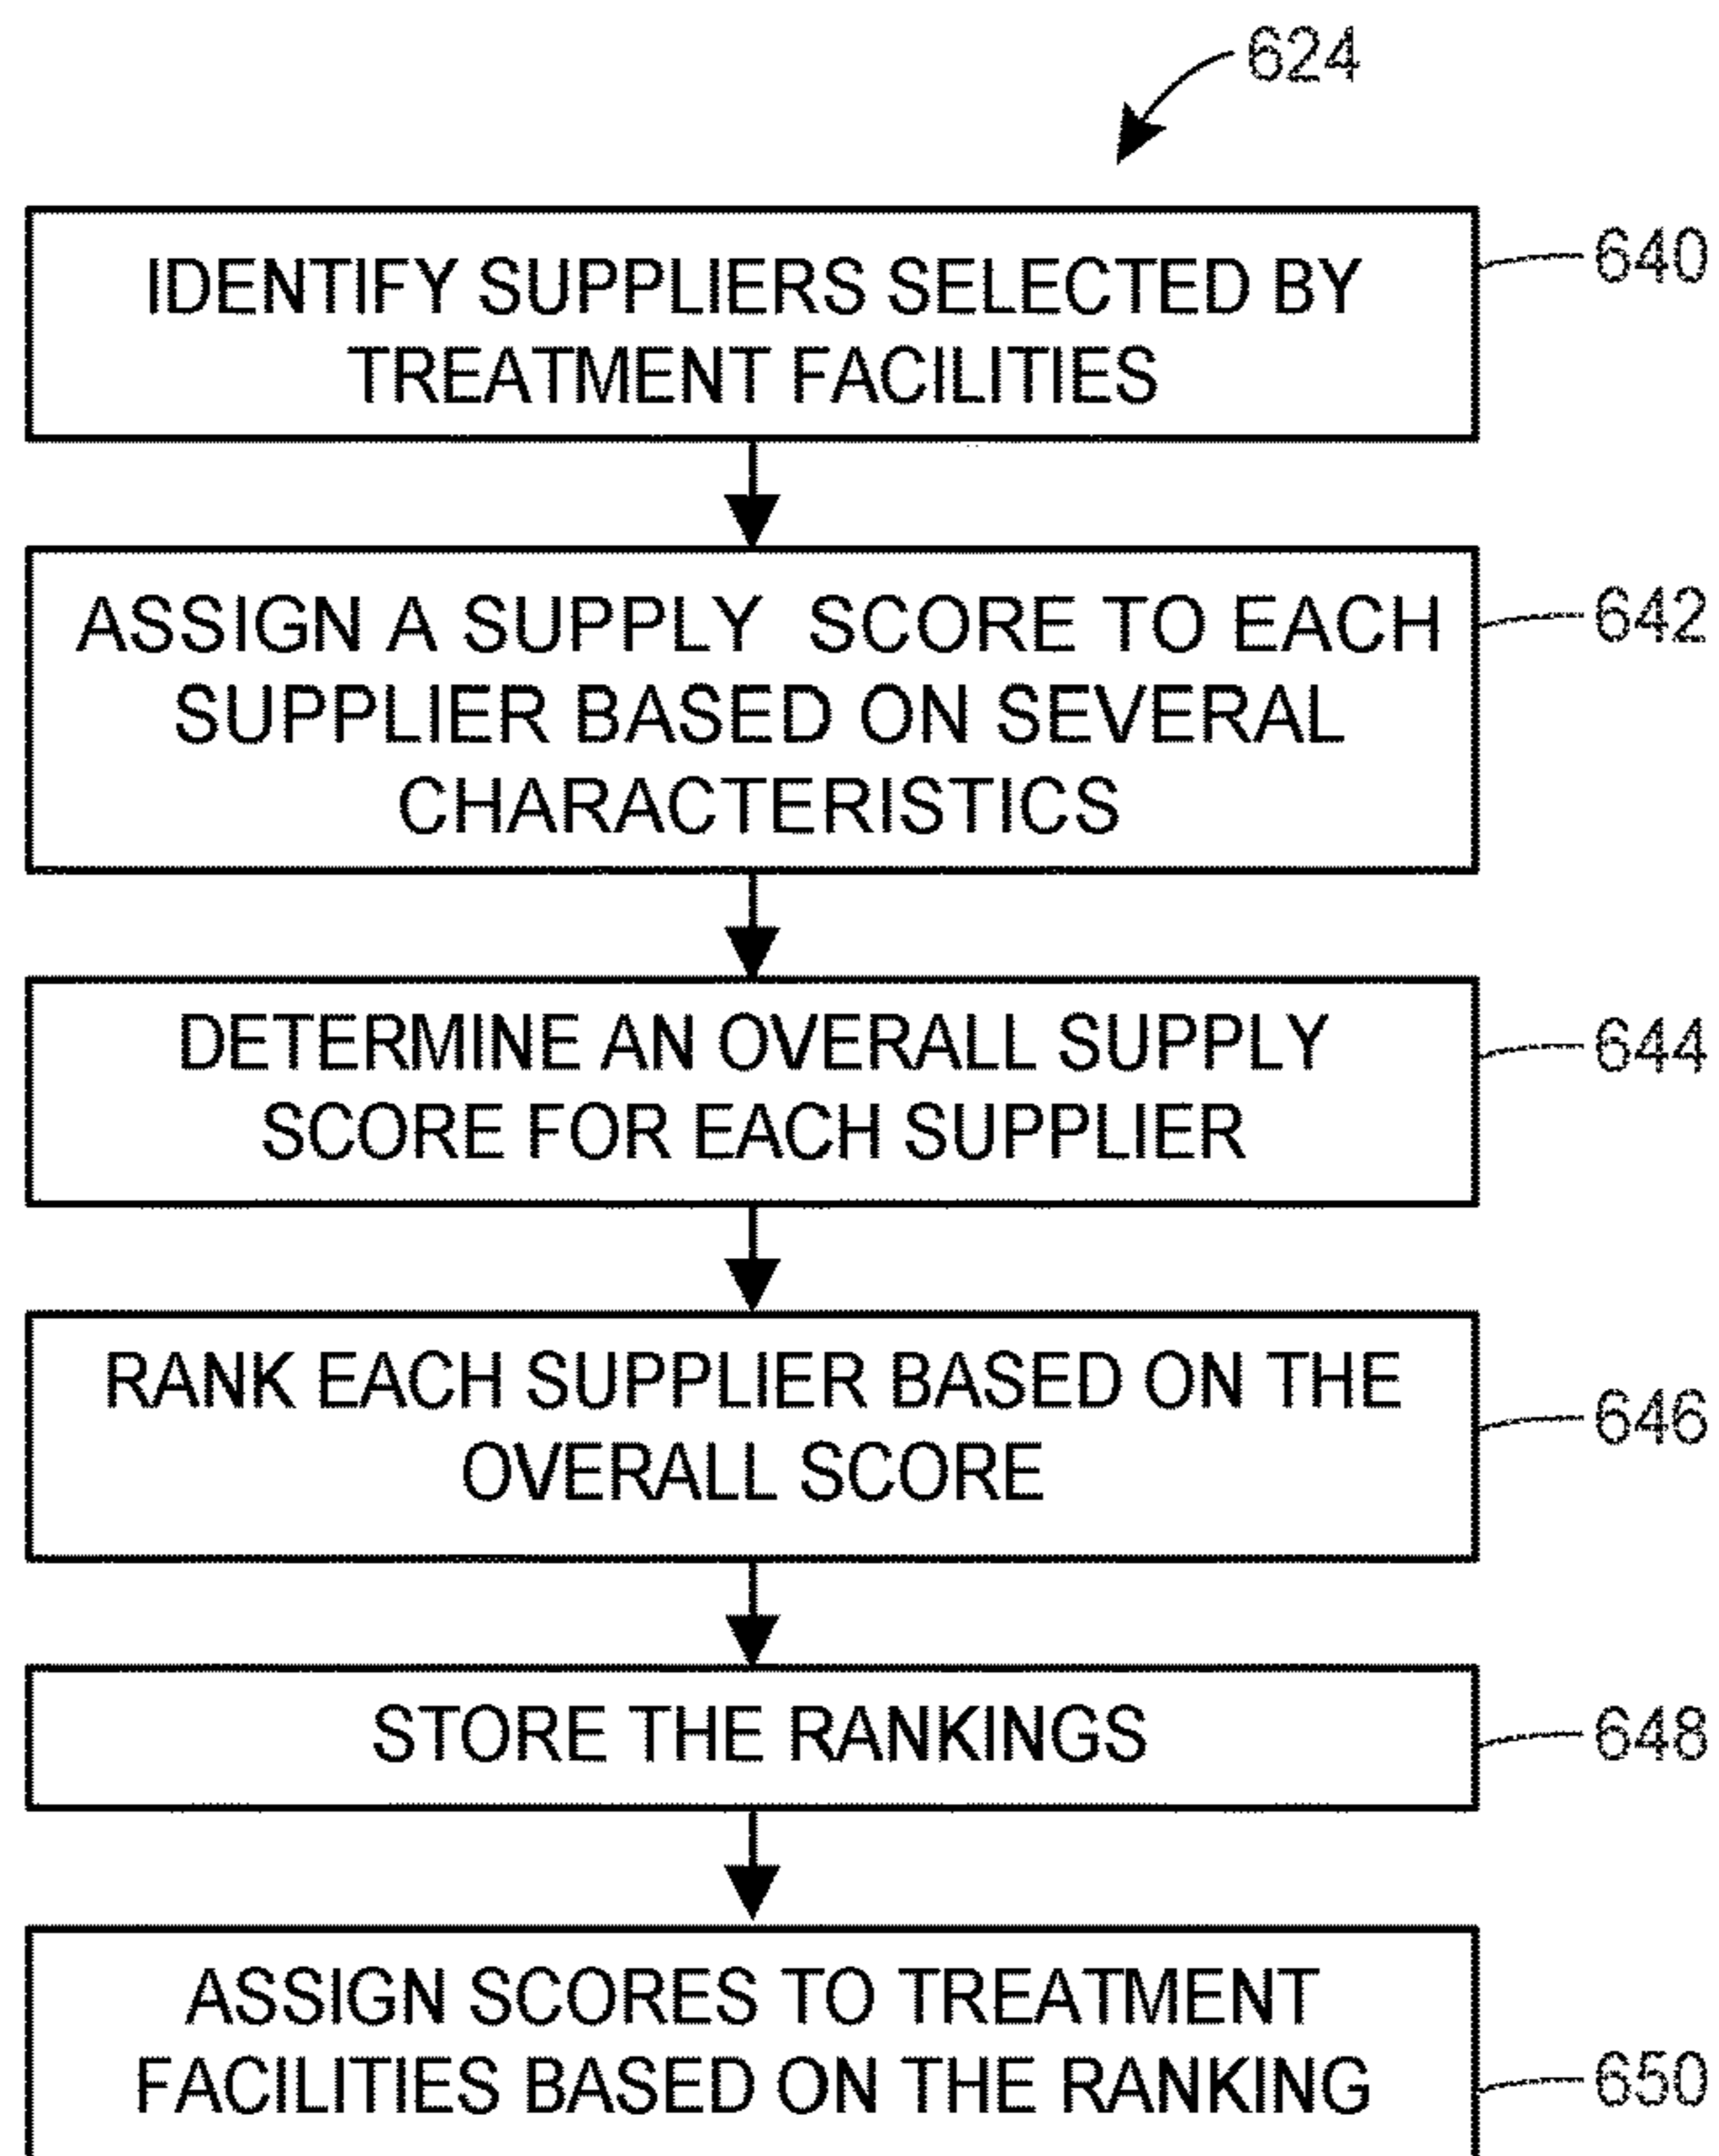 624
IDENTIFY SUPPLIERS SELECTED BY
TREATMENT FACILITIES
640
ASSIGN A SUPPLY SCORE TO EACH
SUPPLIER BASED ON SEVERAL
CHARACTERISTICS
642
DETERMINE AN OVERALL SUPPLY
SCORE FOR EACH SUPPLIER
644
RANK EACH SUPPLIER BASED ON THE
OVERALL SCORE
646
STORE THE RANKINGS
648
ASSIGN SCORES TO TREATMENT
FACILITIES BASED ON THE RANKING
650